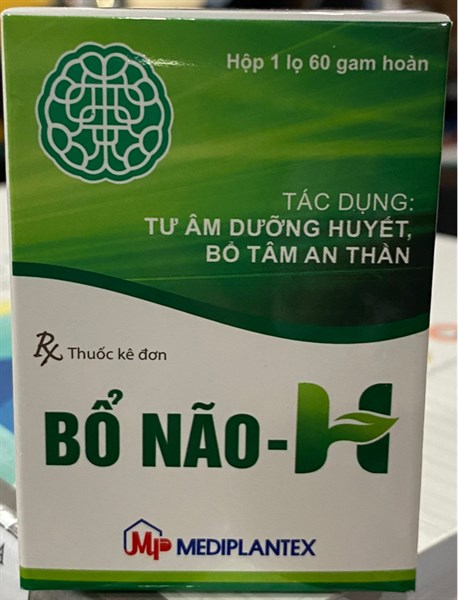 Hộp 1 lọ 60 gam hoàn
TÁC DỤNG:
TƯ ÂM DƯỠNG HUYẾT,
BỔ TÂM AN THẦN
Rx Thuốc kê đơn
BỔ NÃO-H
MP MEDIPLANTEX